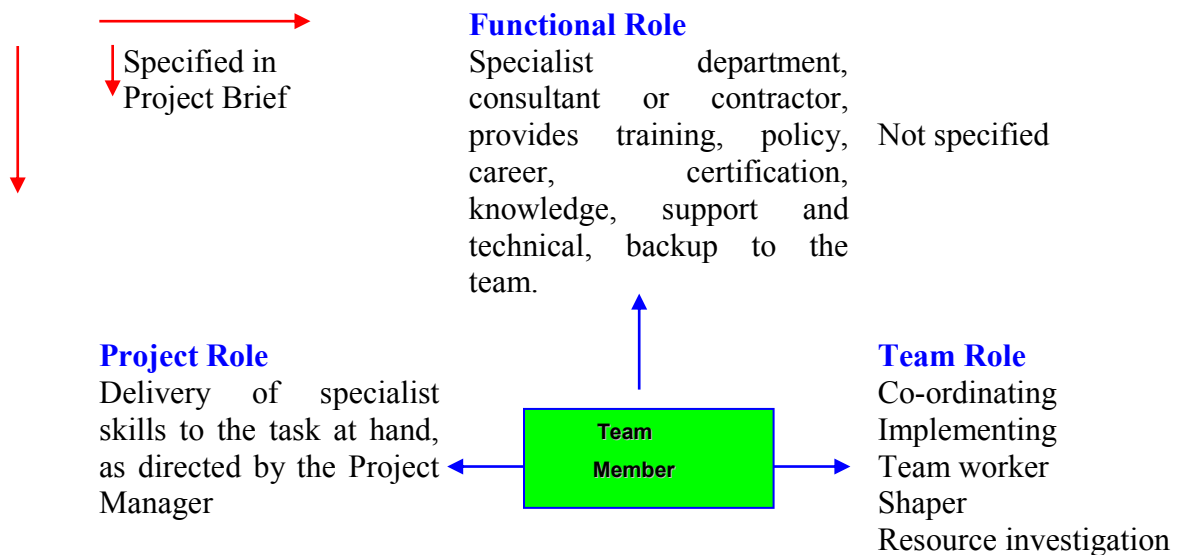 Functional Role
Specialist department,
consultant or contractor,
provides training, policy,
career, certification,
knowledge, support and
technical, backup to the
team.
Specified in
Project Brief
Not specified
Project Role
Delivery of specialist
skills to the task at hand,
as directed by the Project
Manager
Team
Member
Team Role
Co-ordinating
Implementing
Team worker
Shaper
Resource investigation